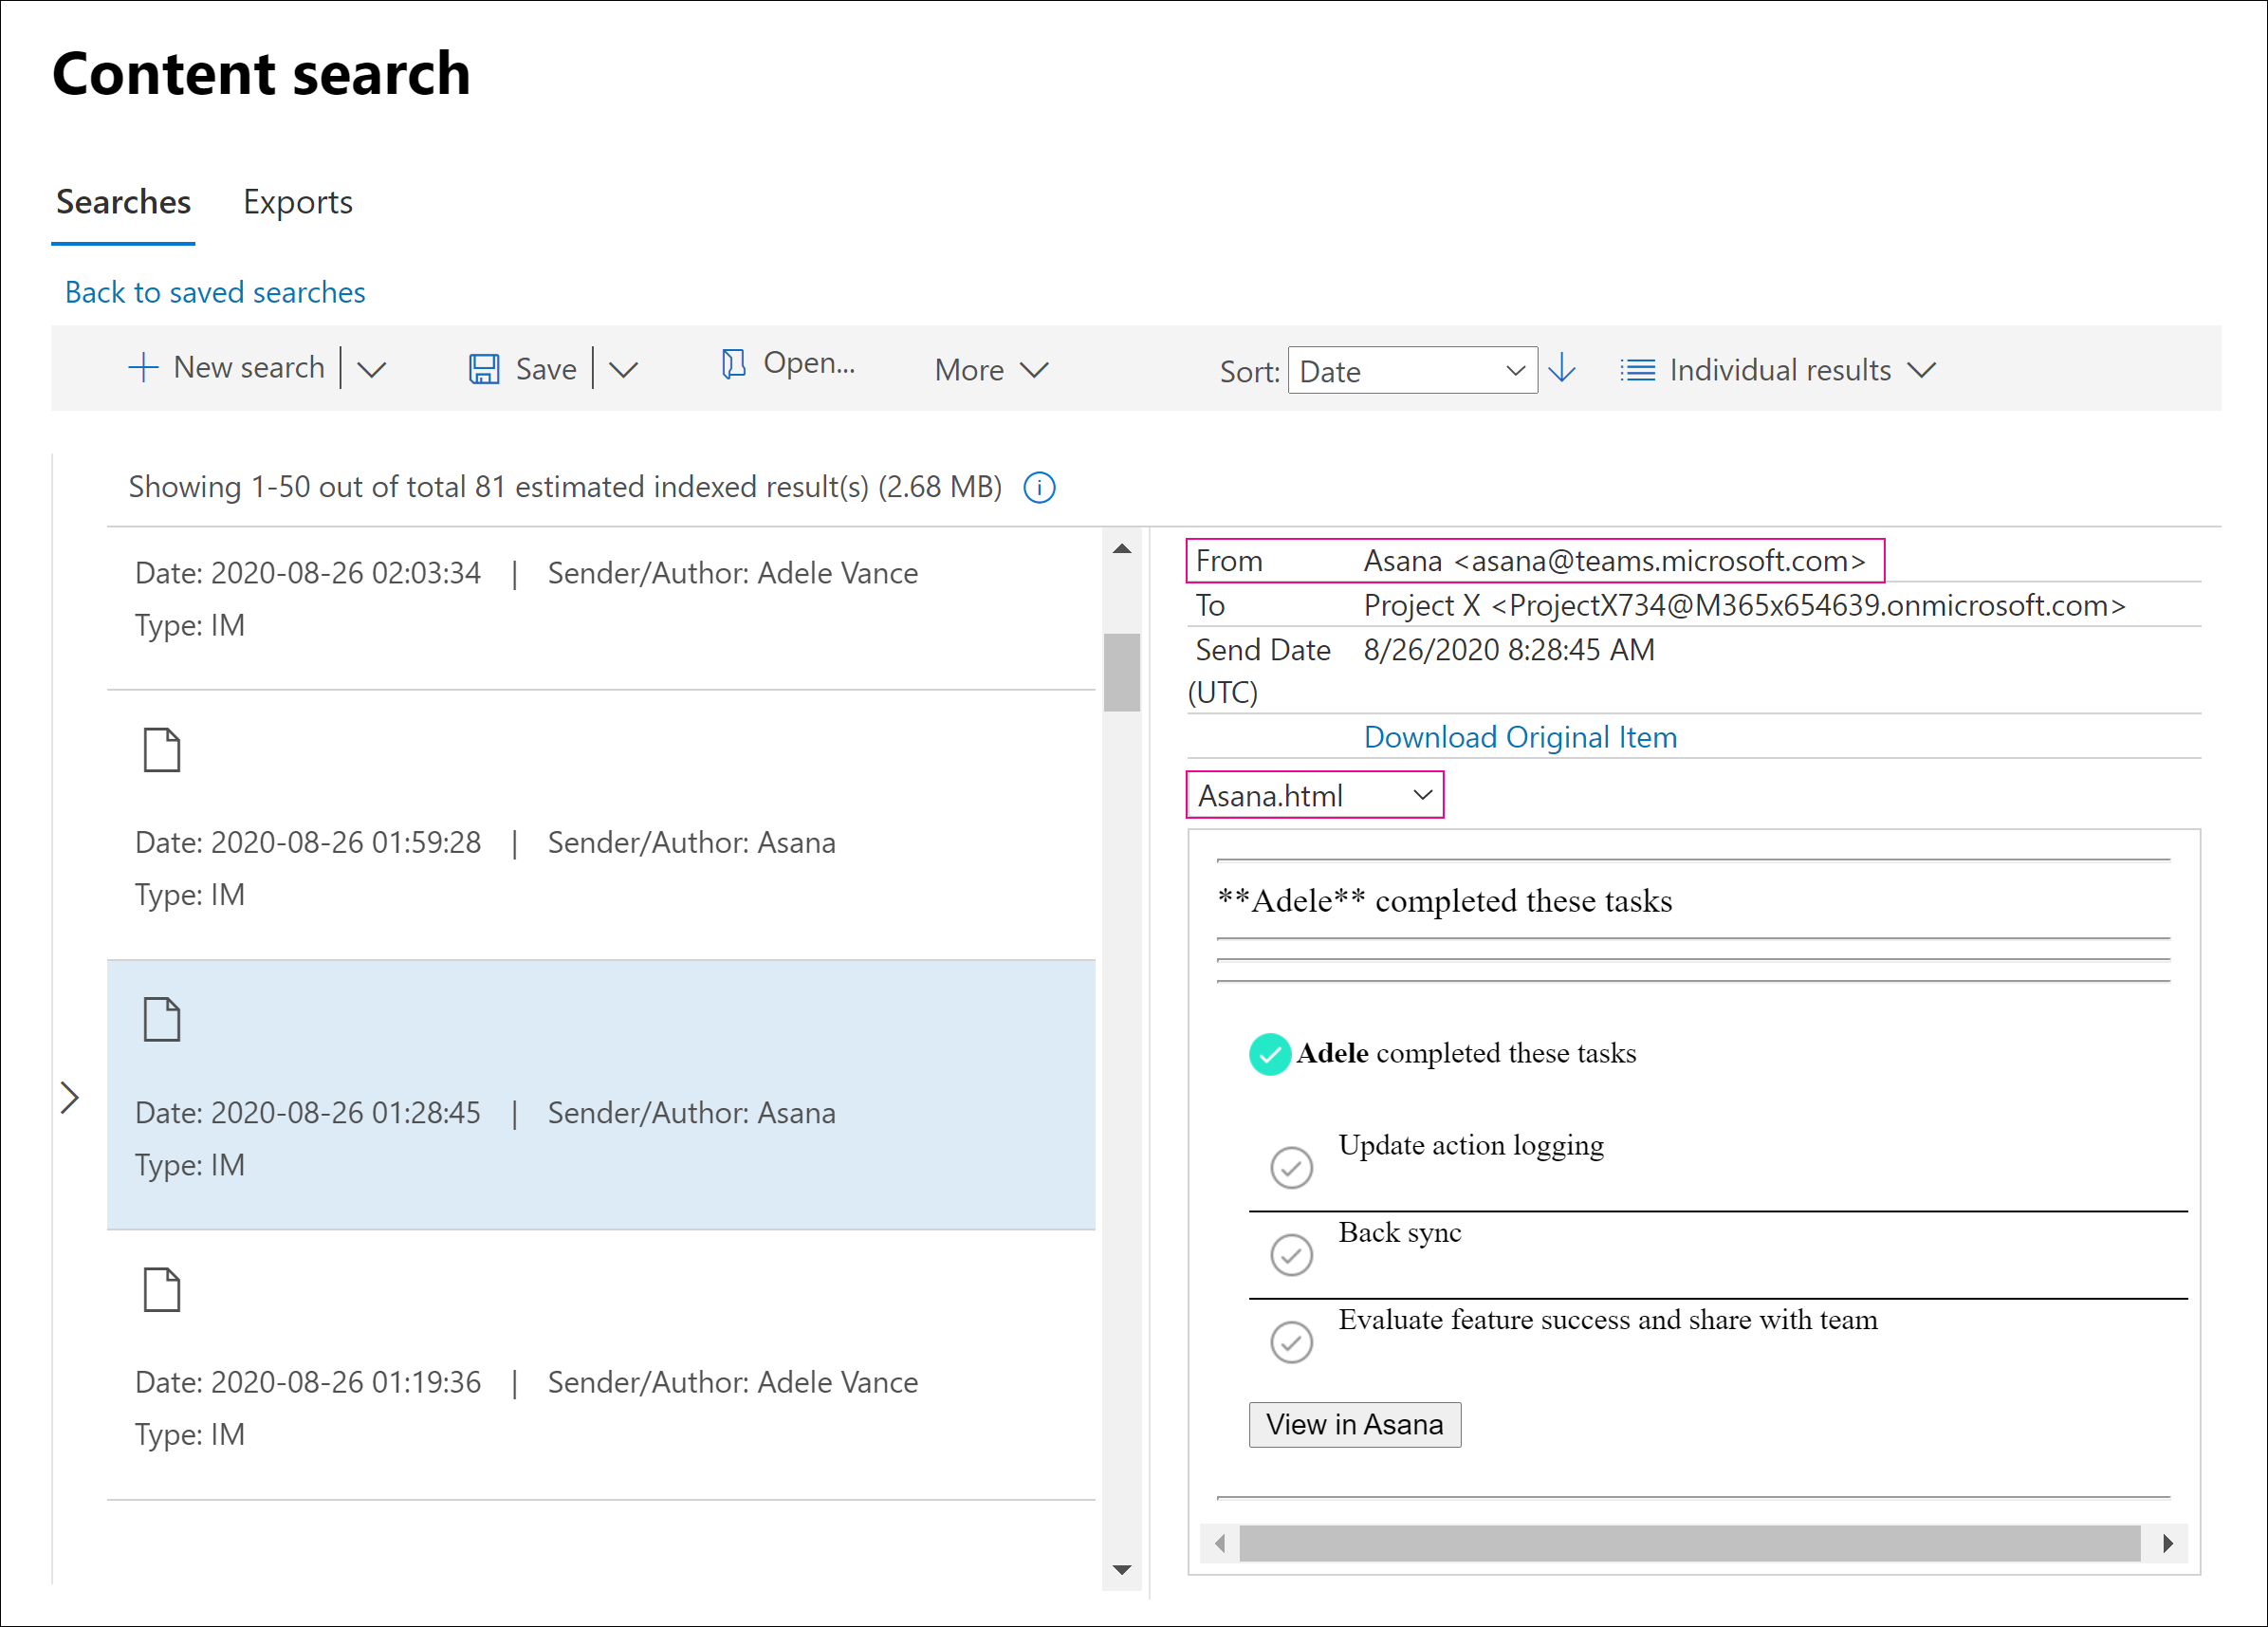 Content search
Searches Exports
Back to saved searches
New search Save Open... More Sort: Date Individual results
Showing 1-50 out of total 81 estimated indexed result(s) (2.68 MB)
Date: 2020-08-26 02:03:34 | Sender/Author: Adele Vance
Type: IM
Date: 2020-08-26 01:59:28 | Sender/Author: Asana
Type: IM
Date: 2020-08-26 01:28:45 | Sender/Author: Asana
Type: IM
Date: 2020-08-26 01:19:36 | Sender/Author: Adele Vance
Type: IM
From Asana <asana@teams.microsoft.com>
To Project X <ProjectX734@M365x654639.onmicrosoft.com>
Send Date 8/26/2020 8:28:45 AM
(UTC)
Download Original Item
Asana.html
**Adele** completed these tasks
Adele completed these tasks
Update action logging
Back sync
Evaluate feature success and share with team
View in Asana